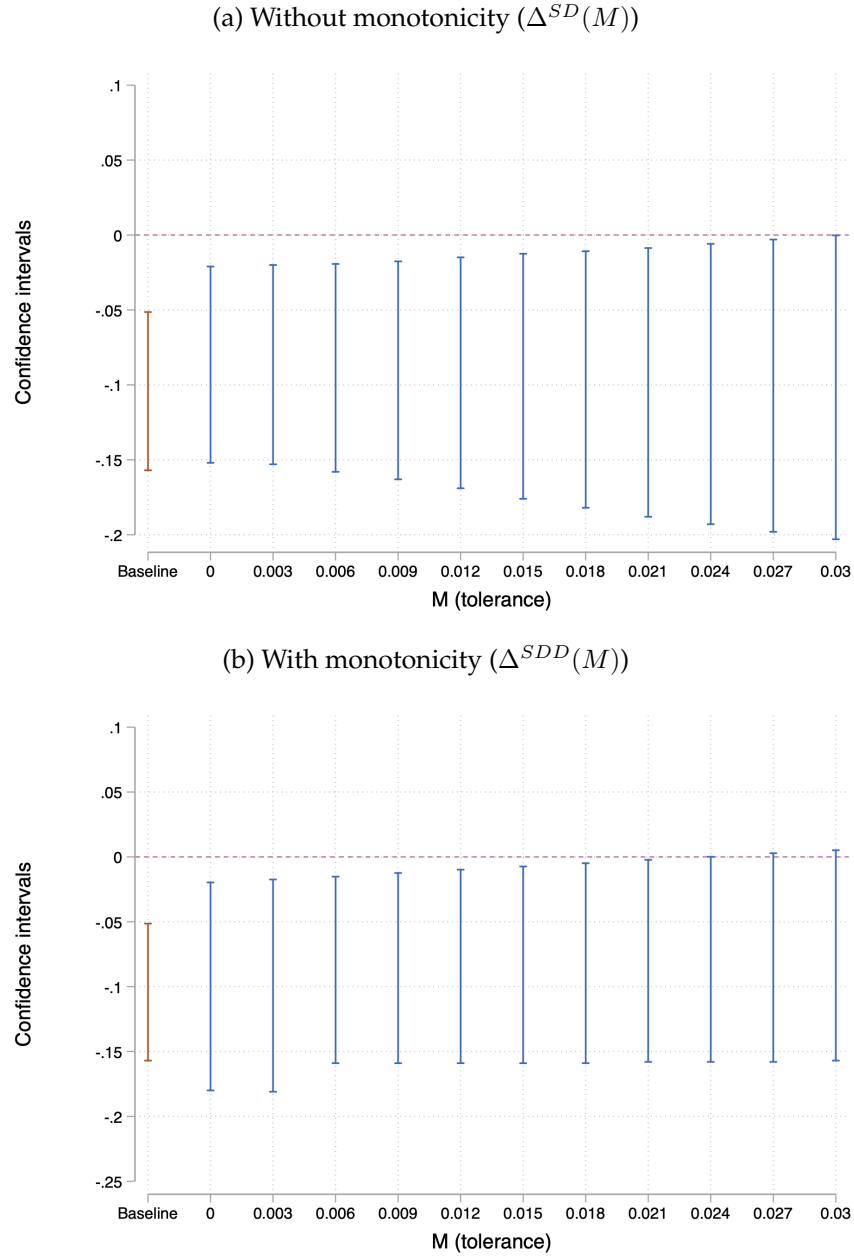 (a) Without monotonicity (Δ^{SD}(M))
.1
.05
0
-.05
-.1
-.15
-.2
Confidence intervals
Baseline 0 0.003 0.006 0.009 0.012 0.015 0.018 0.021 0.024 0.027 0.03
M (tolerance)
(b) With monotonicity (Δ^{SDD}(M))
.1
.05
0
-.05
-.1
-.15
-.2
-.25
Confidence intervals
Baseline 0 0.003 0.006 0.009 0.012 0.015 0.018 0.021 0.024 0.027 0.03
M (tolerance)